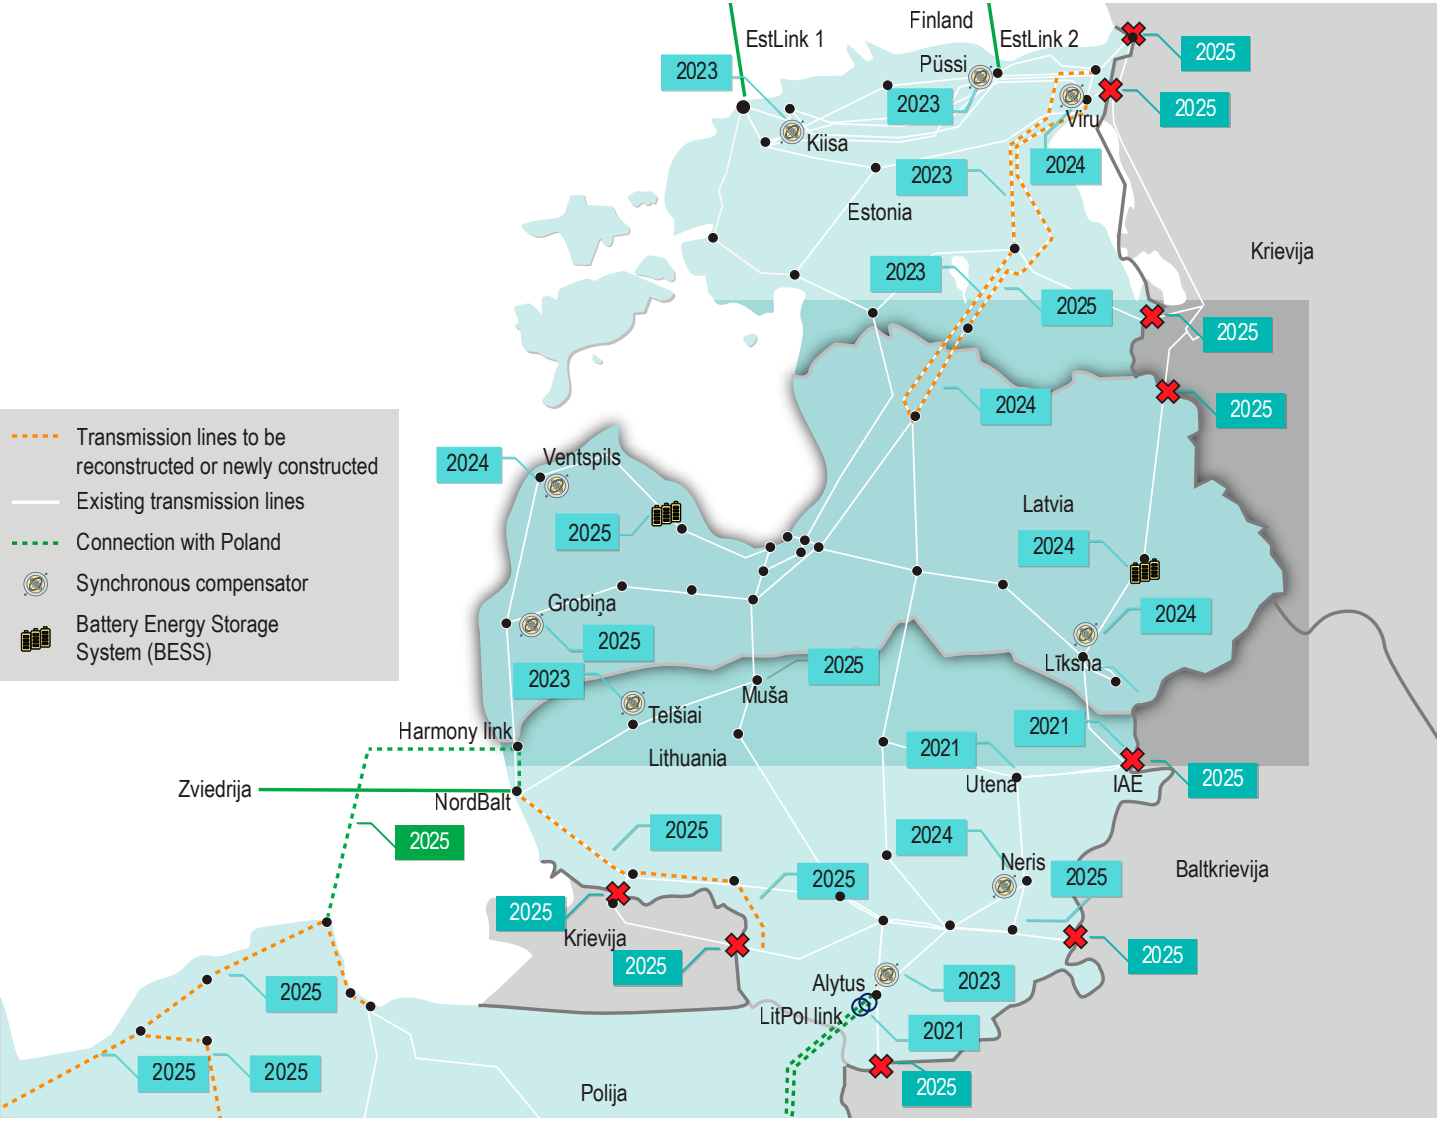 Finland
EstLink 1
EstLink 2
2025
2023
Püssi
2023
2025
Viru
Kiisa
2024
2023
Estonia
Krievija
2023
2025
2025
2024
2025
Transmission lines to be
reconstructed or newly constructed
Existing transmission lines
Connection with Poland
Synchronous compensator
Battery Energy Storage
System (BESS)
2024
Ventspils
2025
Latvia
2024
Grobiņa
2025
2024
Līksna
2023
2025
Muša
Telšiai
Harmony link
Lithuania
2021
2021
Utena
IAE
2025
Zviedrija
NordBalt
2025
2025
2024
Neris
2025
2025
Baltkrievija
2025
Krievija
2025
2025
Alytus
2023
LitPol link
2021
2025
2025
2025
2025
Polija